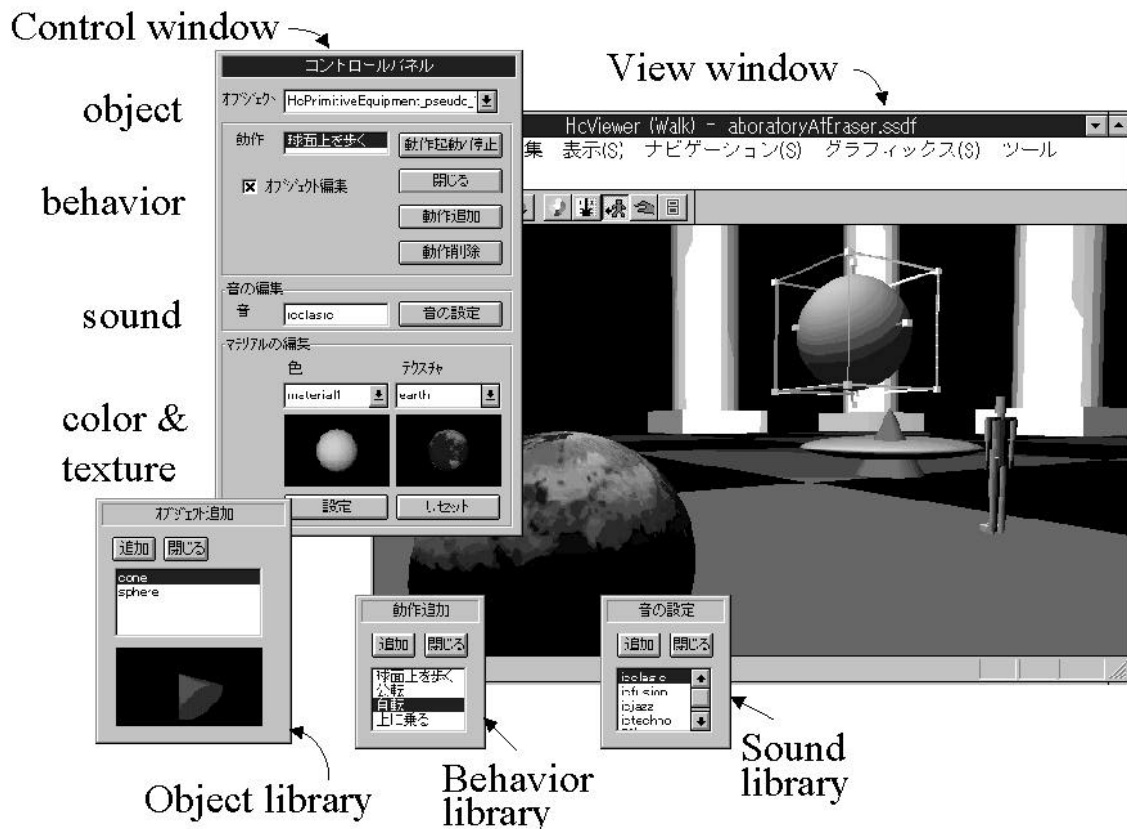 Control window
View window
コントロールパネル
object
オブジェクト
HcPrimitiveEquipment_pseudo_
HcViewer (Walk) - aboratoryAfEraser.ssdf
集 表示(S) ナビゲーション(S) グラフィックス(S) ツール
behavior
動作
球面上を歩く
動作起動/停止
オブジェクト編集
閉じる
動作追加
動作削除
sound
音の編集
音
icclasic
音の設定
マテリアルの編集
色
テクスチャ
material1
earth
color &
texture
設定
リセット
オブジェクト追加
追加
閉じる
cone
sphere
動作追加
追加
閉じる
球面上を歩く
公転
自転
上に乗る
音の設定
追加
閉じる
icclasic
icfusion
icjazz
ictechno
Object library
Behavior
library
Sound
library